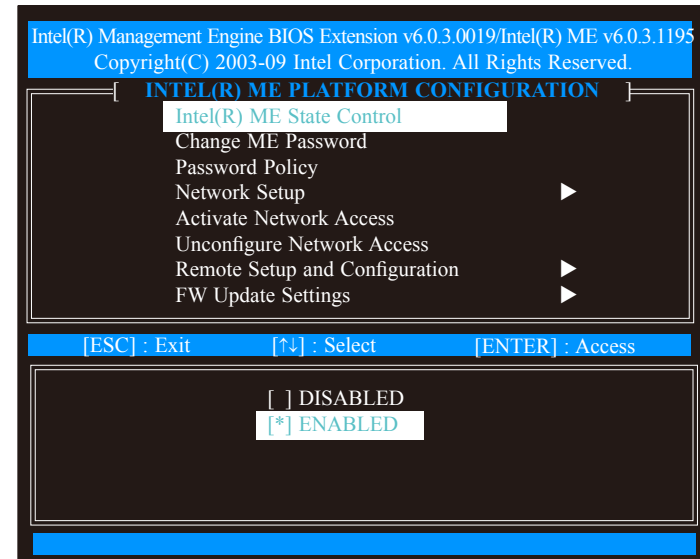 Intel(R) Management Engine BIOS Extension v6.0.3.0019/Intel(R) ME v6.0.3.1195
Copyright(C) 2003-09 Intel Corporation. All Rights Reserved.
[ INTEL(R) ME PLATFORM CONFIGURATION ]
Intel(R) ME State Control
Change ME Password
Password Policy
Network Setup ▶
Activate Network Access
Unconfigure Network Access
Remote Setup and Configuration ▶
FW Update Settings ▶
[ESC] : Exit [↑↓] : Select [ENTER] : Access
[ ] DISABLED
[*] ENABLED